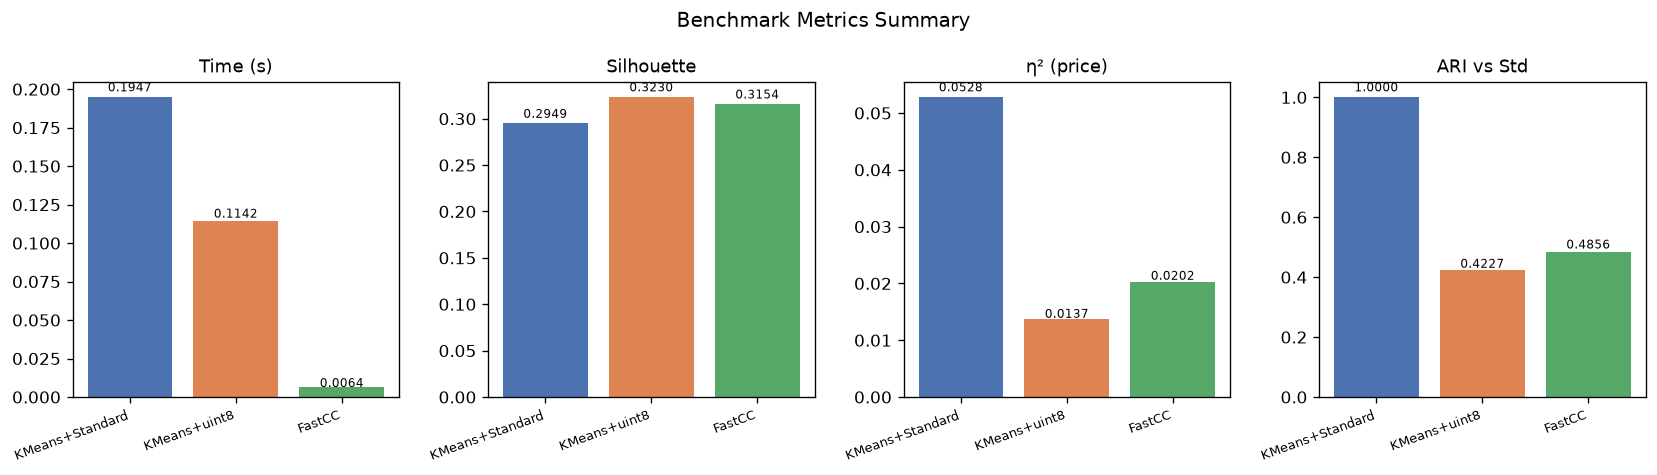 Benchmark Metrics Summary
Time (s)
0.200
0.175
0.150
0.125
0.100
0.075
0.050
0.025
0.000
0.1947
0.1142
0.0064
KMeans+Standard
KMeans+uint8
FastCC
Silhouette
0.30
0.25
0.20
0.15
0.10
0.05
0.00
0.2949
0.3230
0.3154
KMeans+Standard
KMeans+uint8
FastCC
η² (price)
0.05
0.04
0.03
0.02
0.01
0.00
0.0528
0.0137
0.0202
KMeans+Standard
KMeans+uint8
FastCC
ARI vs Std
1.0
0.8
0.6
0.4
0.2
0.0
1.0000
0.4227
0.4856
KMeans+Standard
KMeans+uint8
FastCC